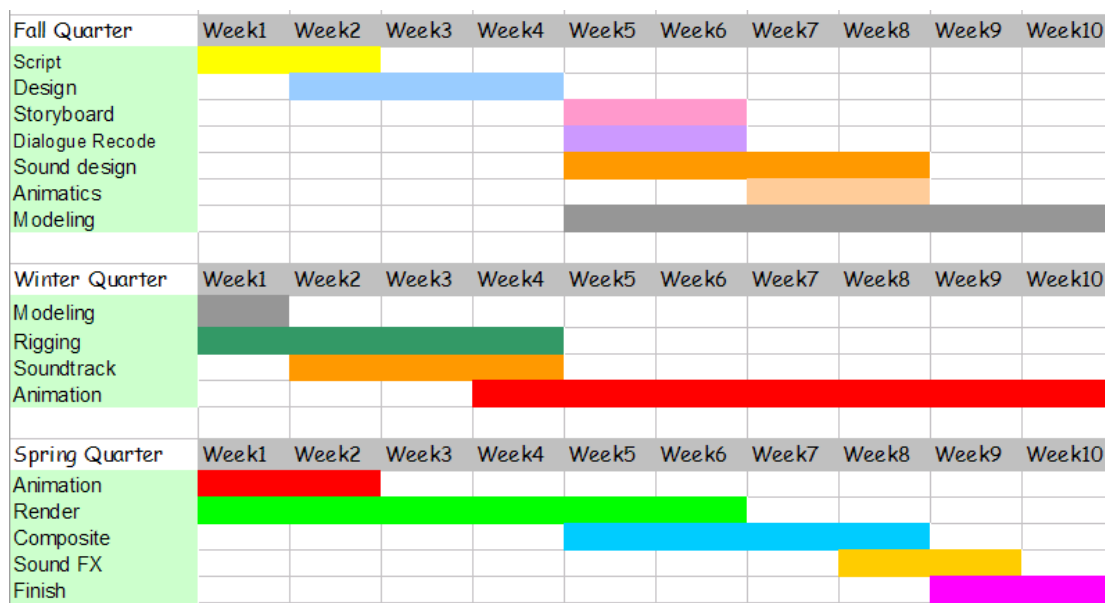 Fall Quarter Week1 Week2 Week3 Week4 Week5 Week6 Week7 Week8 Week9 Week10
Script
Design
Storyboard
Dialogue Recode
Sound design
Animatics
Modeling
Winter Quarter Week1 Week2 Week3 Week4 Week5 Week6 Week7 Week8 Week9 Week10
Modeling
Rigging
Soundtrack
Animation
Spring Quarter Week1 Week2 Week3 Week4 Week5 Week6 Week7 Week8 Week9 Week10
Animation
Render
Composite
Sound FX
Finish